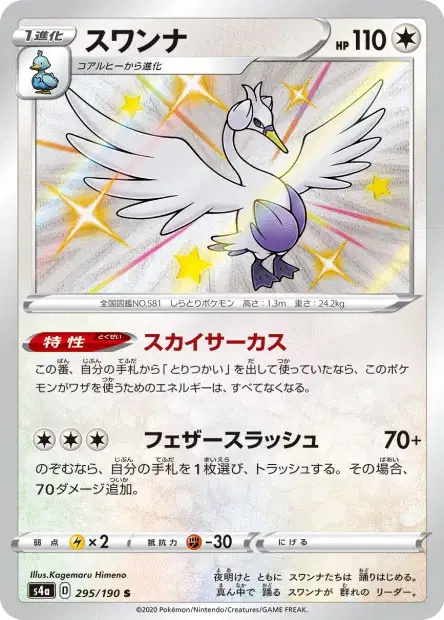 1進化
スワンナ
HP 110
コアルヒーから進化
全国図鑑NO.581 しらとりポケモン 高さ:1.3m 重さ:24.2kg
特性 とくせい スカイサーカス
この番、自分の手札から「とりつかい」を出して使っていたなら、このポケ
モンがワザを使うためのエネルギーは、すべてなくなる。
フェザースラッシュ 70+
のぞむなら、自分の手札を1枚選び、トラッシュする。その場合、
70ダメージ追加。
弱点 ×2 抵抗力 -30 にげる
Illus.Kagemaru Himeno
s4a D 295/190 S
夜明けと ともに スワンナたちは 踊りはじめる。
真ん中で 踊る スワンナが 群れの リーダー。
©2020 Pokémon/Nintendo/Creatures/GAME FREAK.